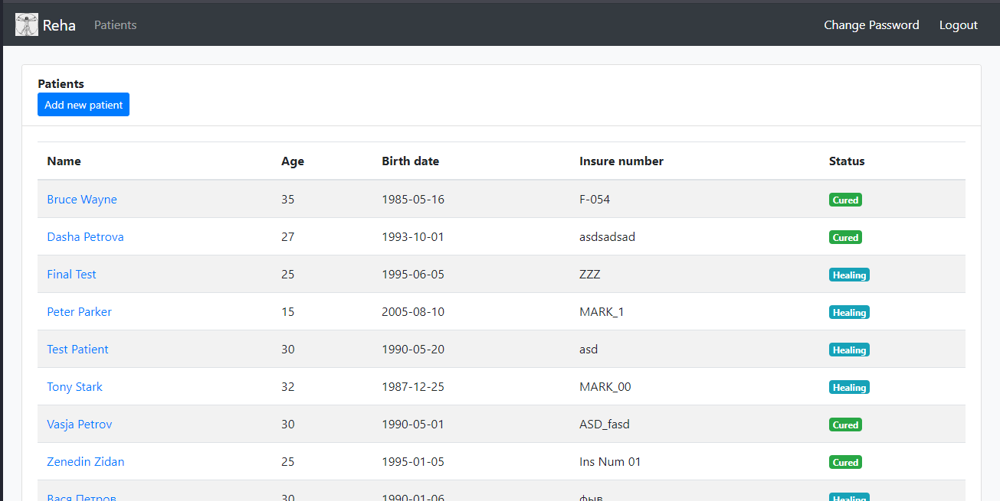 Reha Patients Change Password Logout
Patients
Add new patient
Name Age Birth date Insure number Status
Bruce Wayne 35 1985-05-16 F-054 Cured
Dasha Petrova 27 1993-10-01 asdsadsad Cured
Final Test 25 1995-06-05 ZZZ Healing
Peter Parker 15 2005-08-10 MARK_1 Healing
Test Patient 30 1990-05-20 asd Healing
Tony Stark 32 1987-12-25 MARK_00 Healing
Vasja Petrov 30 1990-05-01 ASD_fasd Cured
Zenedin Zidan 25 1995-01-05 Ins Num 01 Cured
Вася Петров 30 1990-01-06 фыв Healing